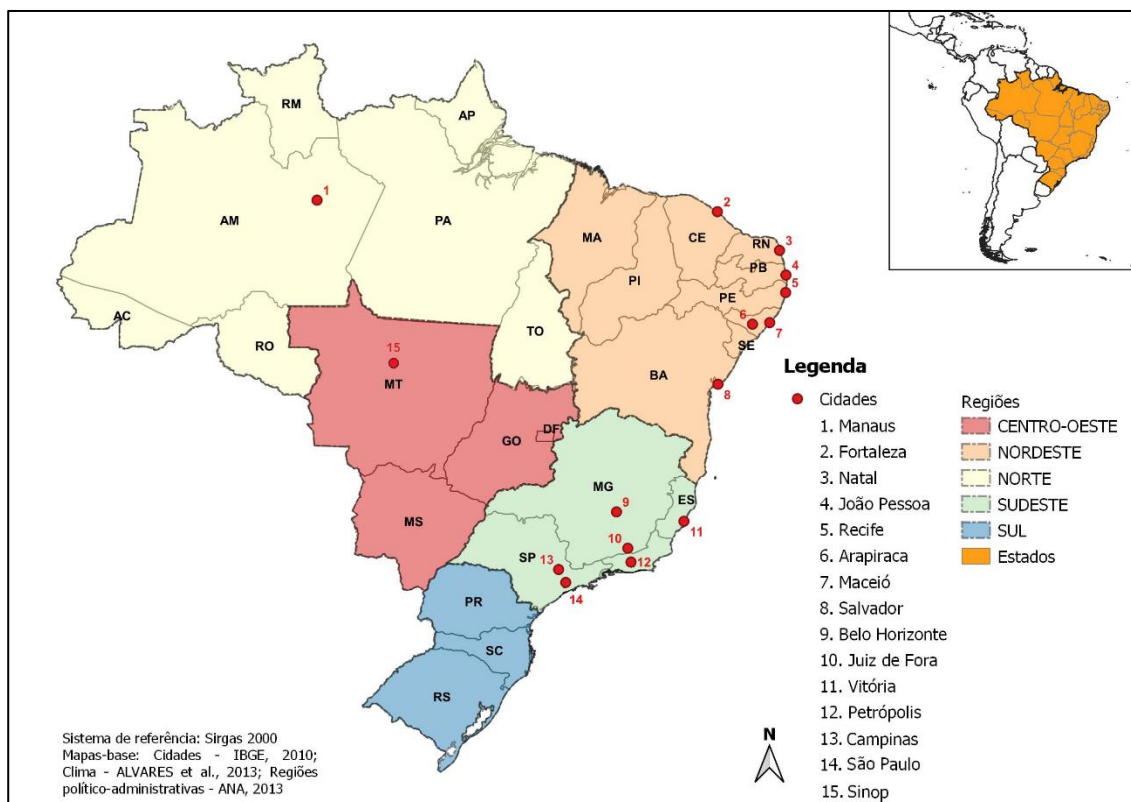 RM
AP
1
AM
PA
2
MA
CE
RN
3
PB
4
PI
5
PE
6
7
AC
TO
SE
RO
15
BA
MT
8
GO
DF
MG
ES
9
MS
11
10
SP
13
12
14
PR
SC
RS
Legenda
Cidades
1. Manaus
2. Fortaleza
3. Natal
4. João Pessoa
5. Recife
6. Arapiraca
7. Maceió
8. Salvador
9. Belo Horizonte
10. Juiz de Fora
11. Vitória
12. Petrópolis
13. Campinas
14. São Paulo
15. Sinop
Regiões
CENTRO-OESTE
NORDESTE
NORTE
SUDESTE
SUL
Estados
N
Sistema de referência: Sirgas 2000
Mapas-base: Cidades - IBGE, 2010;
Clima - ALVARES et al., 2013; Regiões
político-administrativas - ANA, 2013